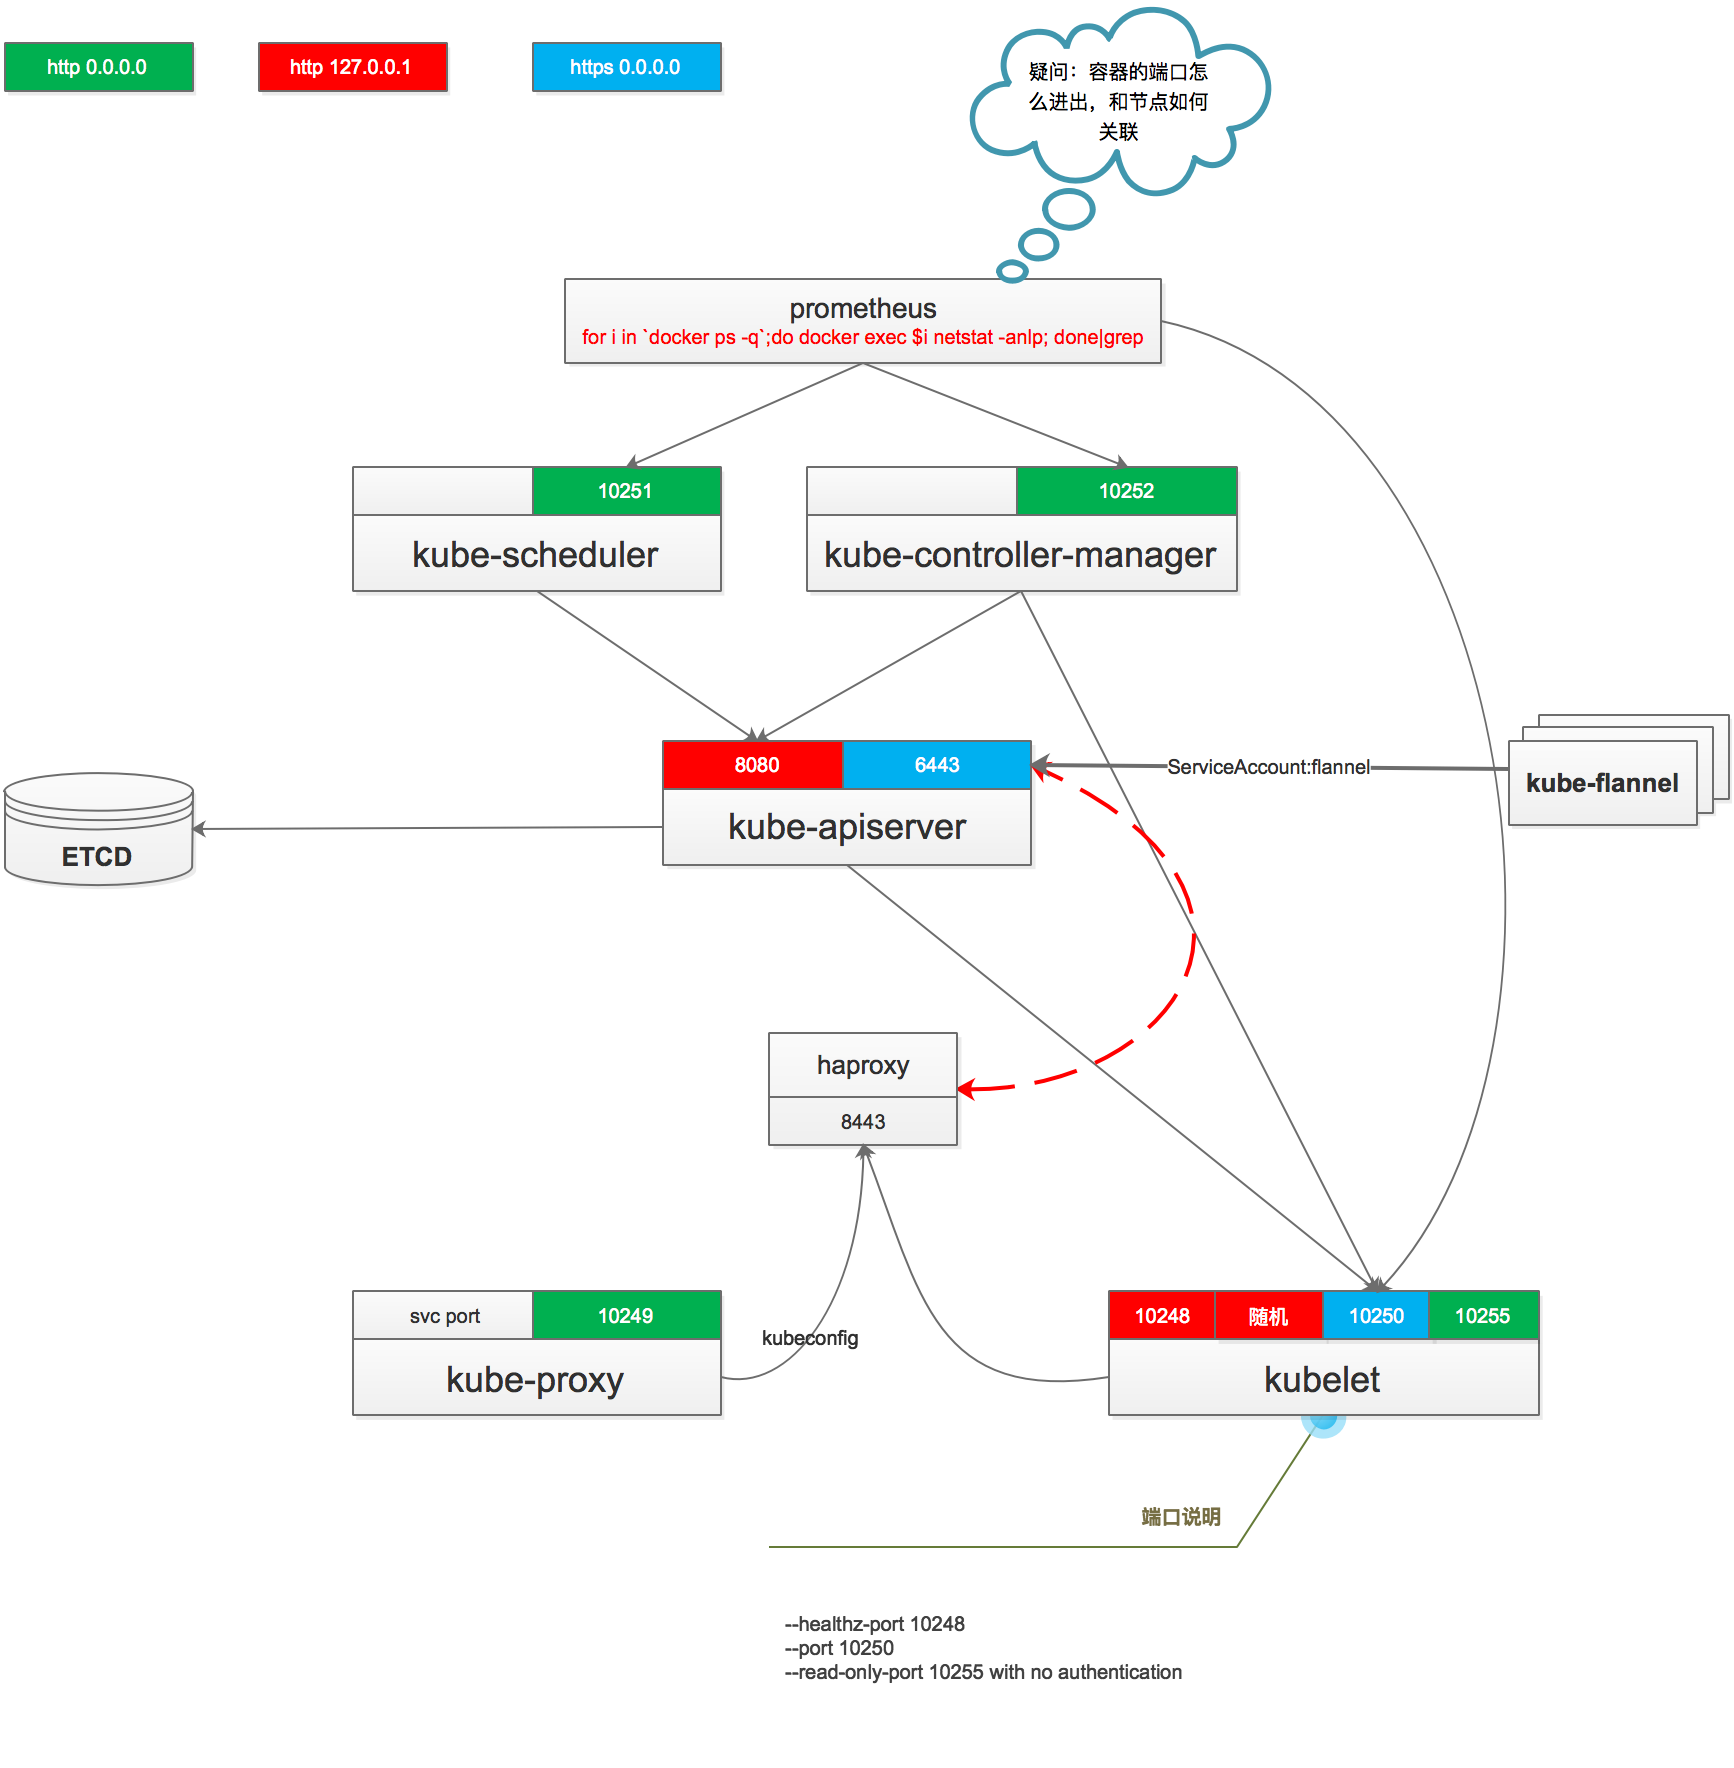 http 0.0.0.0
http 127.0.0.1
https 0.0.0.0
疑问：容器的端口怎
么进出，和节点如何
关联
prometheus
for i in `docker ps -q`;do docker exec $i netstat -anlp; done|grep
10251
10252
kube-scheduler
kube-controller-manager
8080
6443
ServiceAccount:flannel
kube-flannel
kube-apiserver
ETCD
haproxy
8443
svc port
10249
kubeconfig
10248
随机
10250
10255
kube-proxy
kubelet
端口说明
--healthz-port 10248
--port 10250
--read-only-port 10255 with no authentication